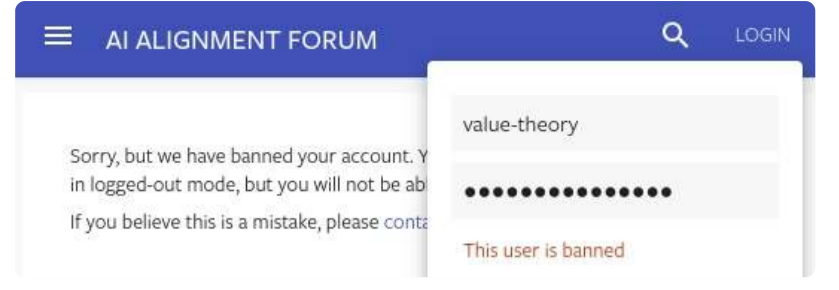 AI ALIGNMENT FORUM
LOGIN
Sorry, but we have banned your account.
in logged-out mode, but you will not be
If you believe this is a mistake, please
value-theory
●●●●●●●●●●●●●●●
This user is banned